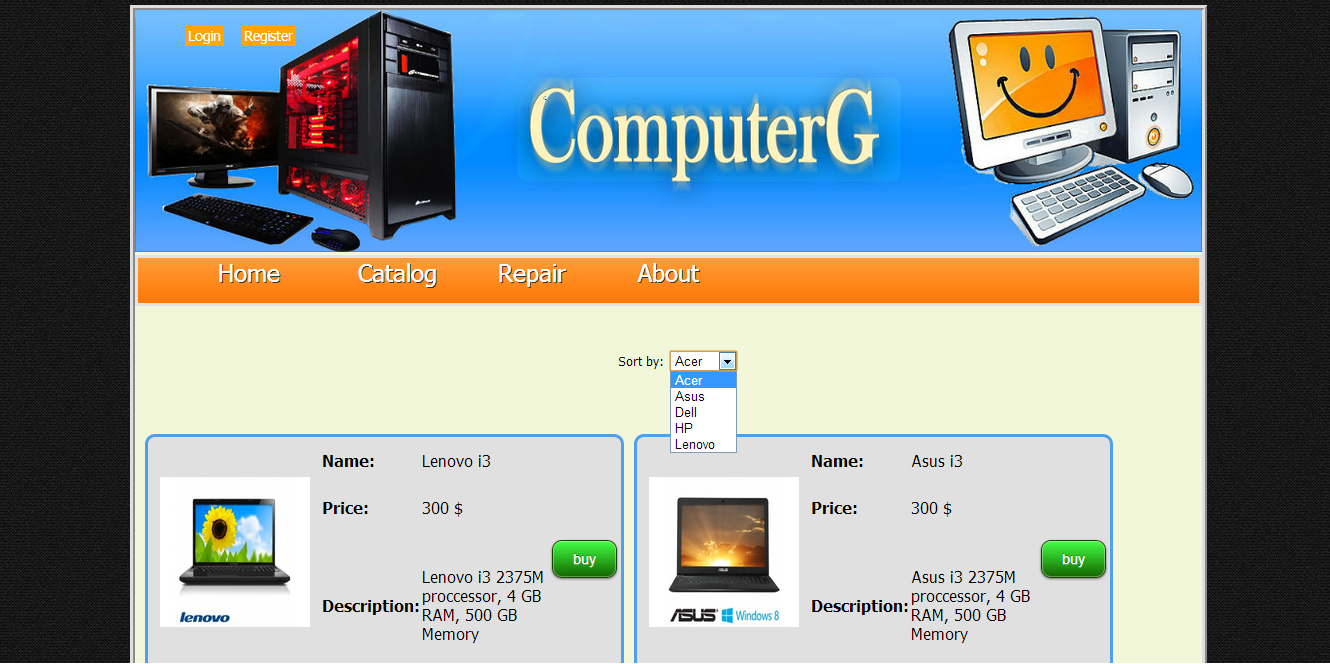 Login Register
ComputerG
Home Catalog Repair About
Sort by: Acer
Acer
Asus
Dell
HP
Lenovo
Name: Lenovo i3
Price: 300 $
buy
Description: Lenovo i3 2375M
proccessor, 4 GB
RAM, 500 GB
Memory
lenovo
Name: Asus i3
Price: 300 $
buy
Description: Asus i3 2375M
proccessor, 4 GB
RAM, 500 GB
Memory
ASUS Windows 8